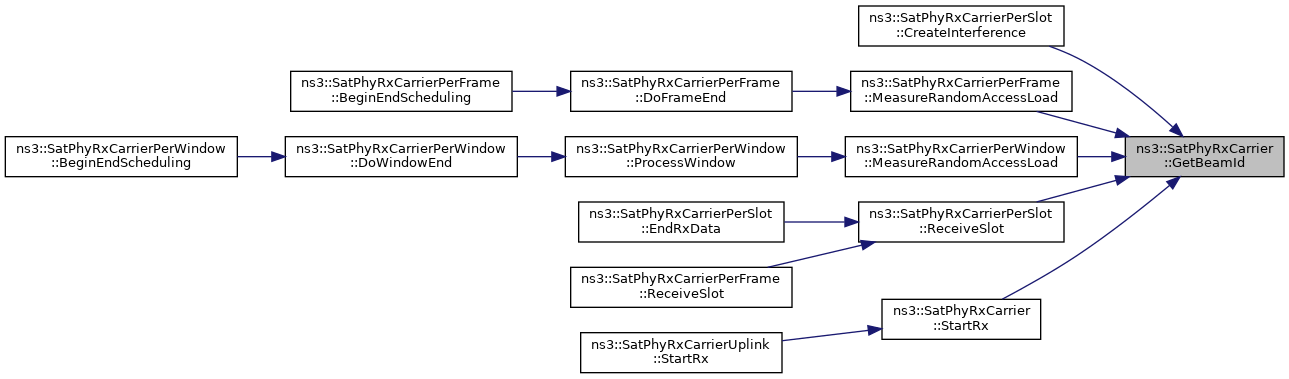 ns3::SatPhyRxCarrierPerSlot
::CreateInterference
ns3::SatPhyRxCarrierPerFrame
::BeginEndScheduling
ns3::SatPhyRxCarrierPerFrame
::DoFrameEnd
ns3::SatPhyRxCarrierPerFrame
::MeasureRandomAccessLoad
ns3::SatPhyRxCarrierPerWindow
::BeginEndScheduling
ns3::SatPhyRxCarrierPerWindow
::DoWindowEnd
ns3::SatPhyRxCarrierPerWindow
::ProcessWindow
ns3::SatPhyRxCarrierPerWindow
::MeasureRandomAccessLoad
ns3::SatPhyRxCarrier
::GetBeamId
ns3::SatPhyRxCarrierPerSlot
::EndRxData
ns3::SatPhyRxCarrierPerSlot
::ReceiveSlot
ns3::SatPhyRxCarrierPerFrame
::ReceiveSlot
ns3::SatPhyRxCarrier
::StartRx
ns3::SatPhyRxCarrierUplink
::StartRx